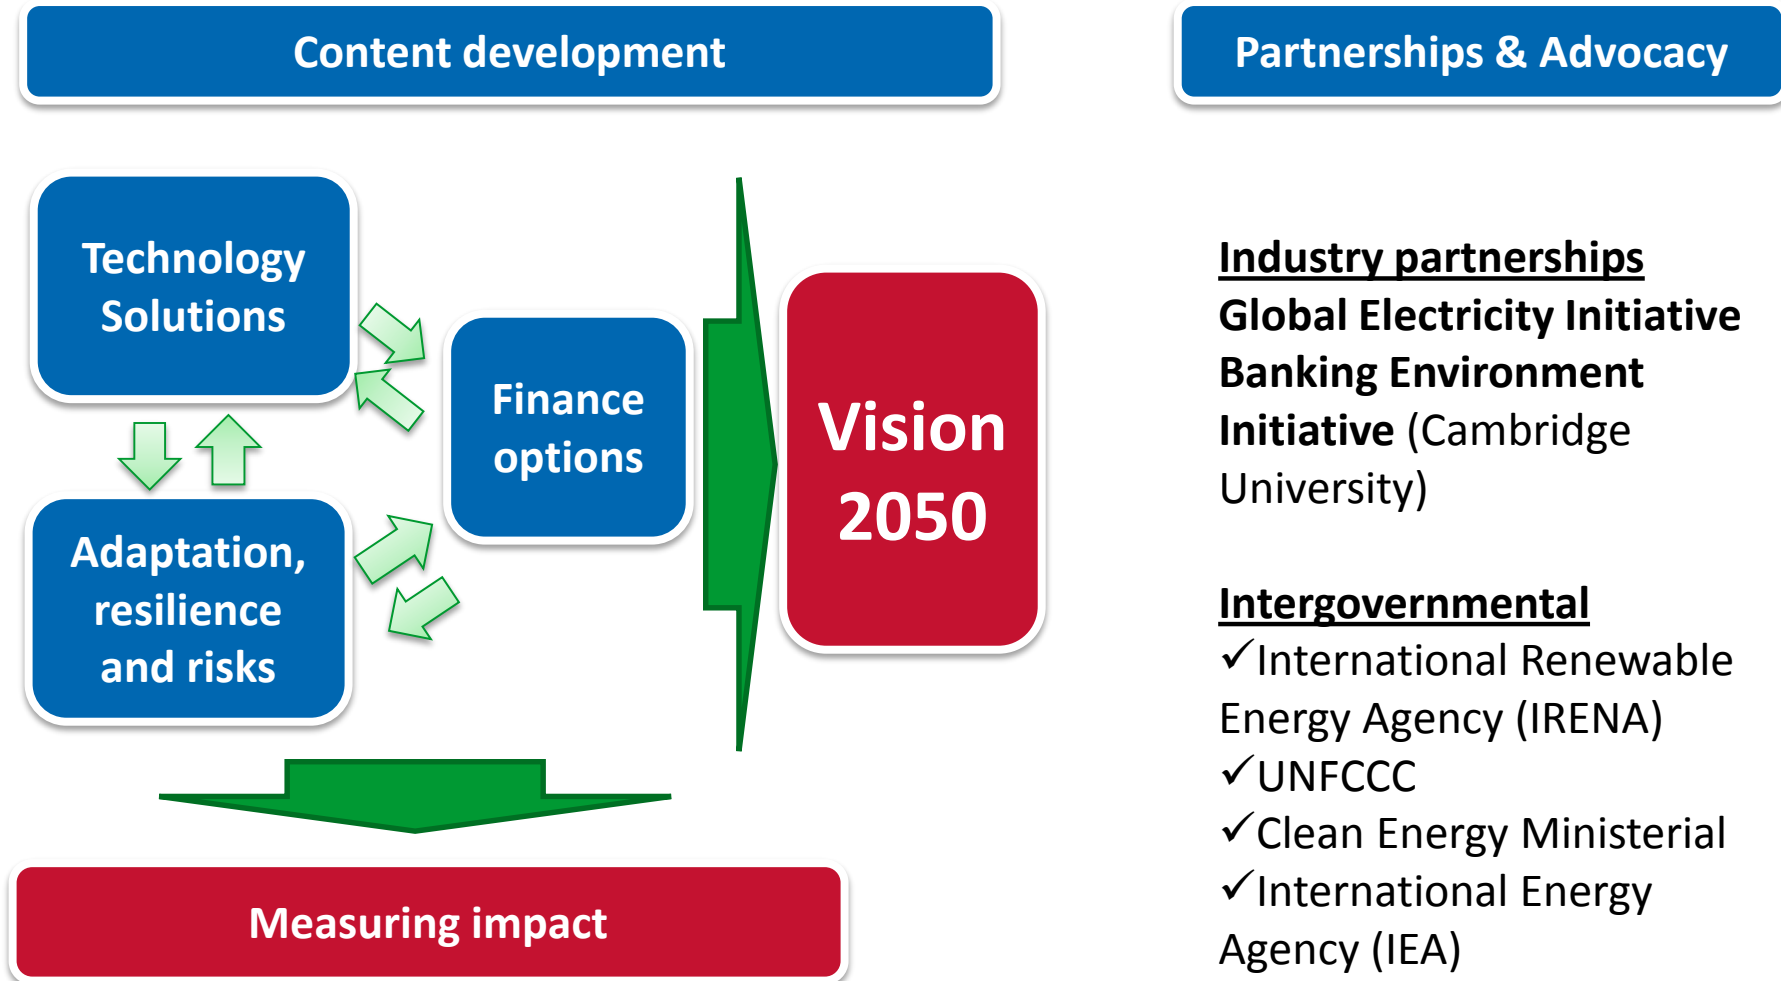 Content development
Partnerships & Advocacy
Technology
Solutions
Finance
options
Adaptation,
resilience
and risks
Vision
2050
Measuring impact
Industry partnerships
Global Electricity Initiative
Banking Environment
Initiative (Cambridge
University)
Intergovernmental
✓International Renewable
Energy Agency (IRENA)
✓UNFCCC
✓Clean Energy Ministerial
✓International Energy
Agency (IEA)